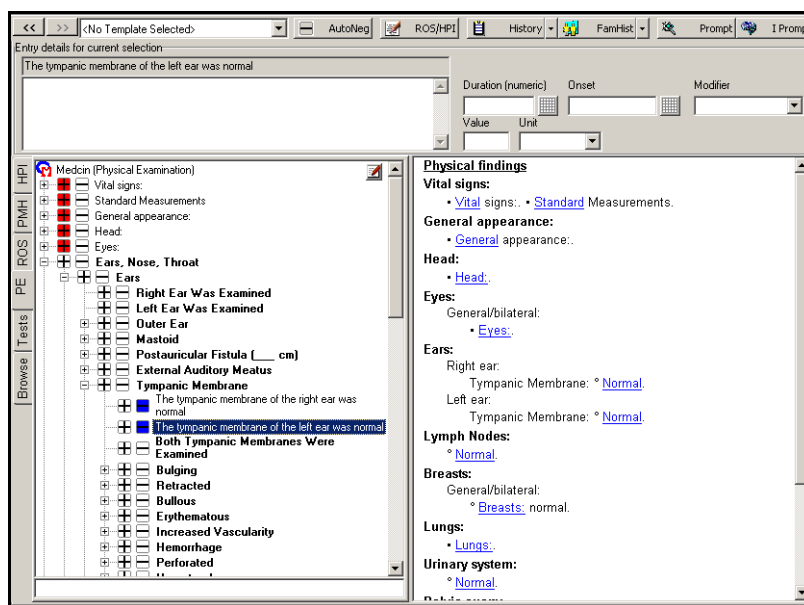 << >> <No Template Selected> AutoNeg ROS/HPI History FamHist Prompt I Promp
Entry details for current selection
The tympanic membrane of the left ear was normal
Duration (numeric) Onset Modifier
Value Unit
HPI
PMH
ROS
PE
Tests
Browse
Medcin (Physical Examination)
Vital signs:
Standard Measurements
General appearance:
Head:
Eyes:
Ears, Nose, Throat
Ears
Right Ear Was Examined
Left Ear Was Examined
Outer Ear
Mastoid
Postauricular Fistula (___ cm)
External Auditory Meatus
Tympanic Membrane
The tympanic membrane of the right ear was
normal
The tympanic membrane of the left ear was normal
Both Tympanic Membranes Were
Examined
Bulging
Retracted
Bullous
Erythematous
Increased Vascularity
Hemorrhage
Perforated
Physical findings
Vital signs:
• Vital signs:. • Standard Measurements.
General appearance:
• General appearance:.
Head:
• Head:.
Eyes:
General/bilateral:
• Eyes:.
Ears:
Right ear:
Tympanic Membrane: ° Normal.
Left ear:
Tympanic Membrane: ° Normal.
Lymph Nodes:
° Normal.
Breasts:
General/bilateral:
° Breasts: normal.
Lungs:
• Lungs:.
Urinary system:
° Normal.